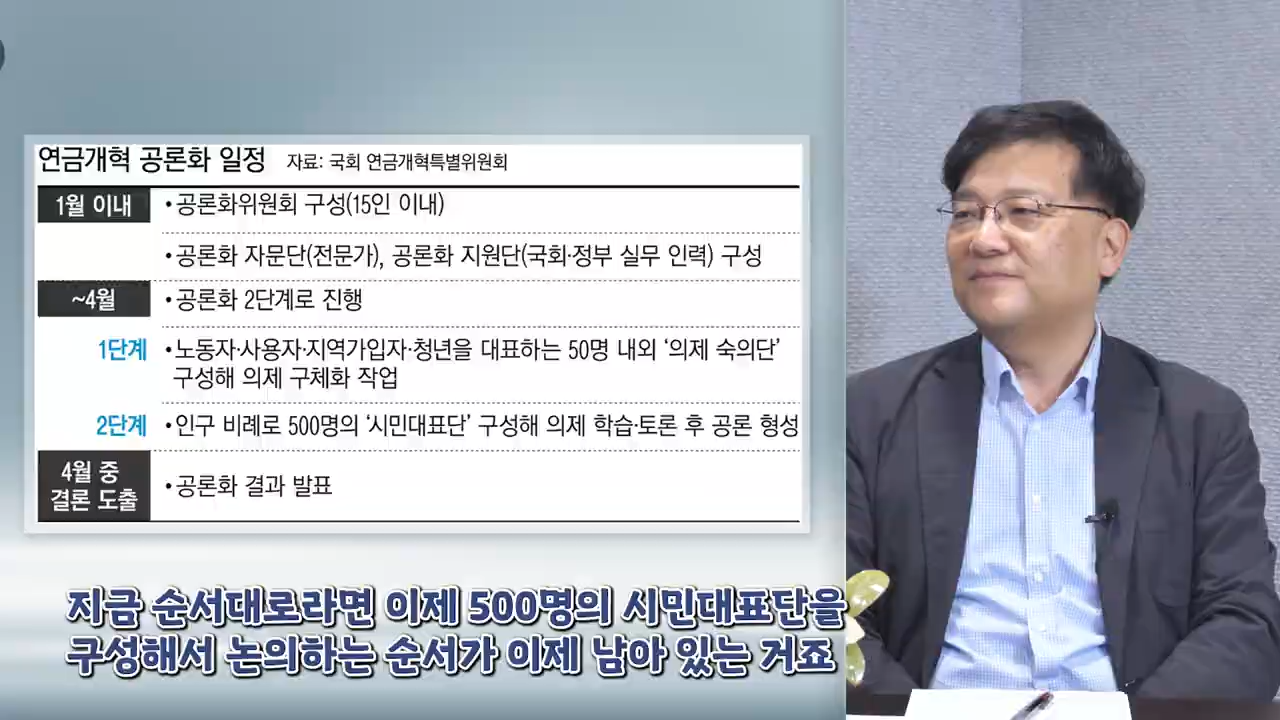 연금개혁 공론화 일정 자료: 국회 연금개혁특별위원회
1월 이내 •공론화위원회 구성(15인 이내)
•공론화 자문단(전문가), 공론화 지원단(국회·정부 실무 인력) 구성
~4월 •공론화 2단계로 진행
1단계 •노동자·사용자·지역가입자·청년을 대표하는 50명 내외 ‘의제 숙의단’
구성해 의제 구체화 작업
2단계 •인구 비례로 500명의 ‘시민대표단’ 구성해 의제 학습·토론 후 공론 형성
4월 중
결론 도출 •공론화 결과 발표
지금 순서대로라면 이제 500명의 시민대표단을
구성해서 논의하는 순서가 이제 남아 있는 거죠